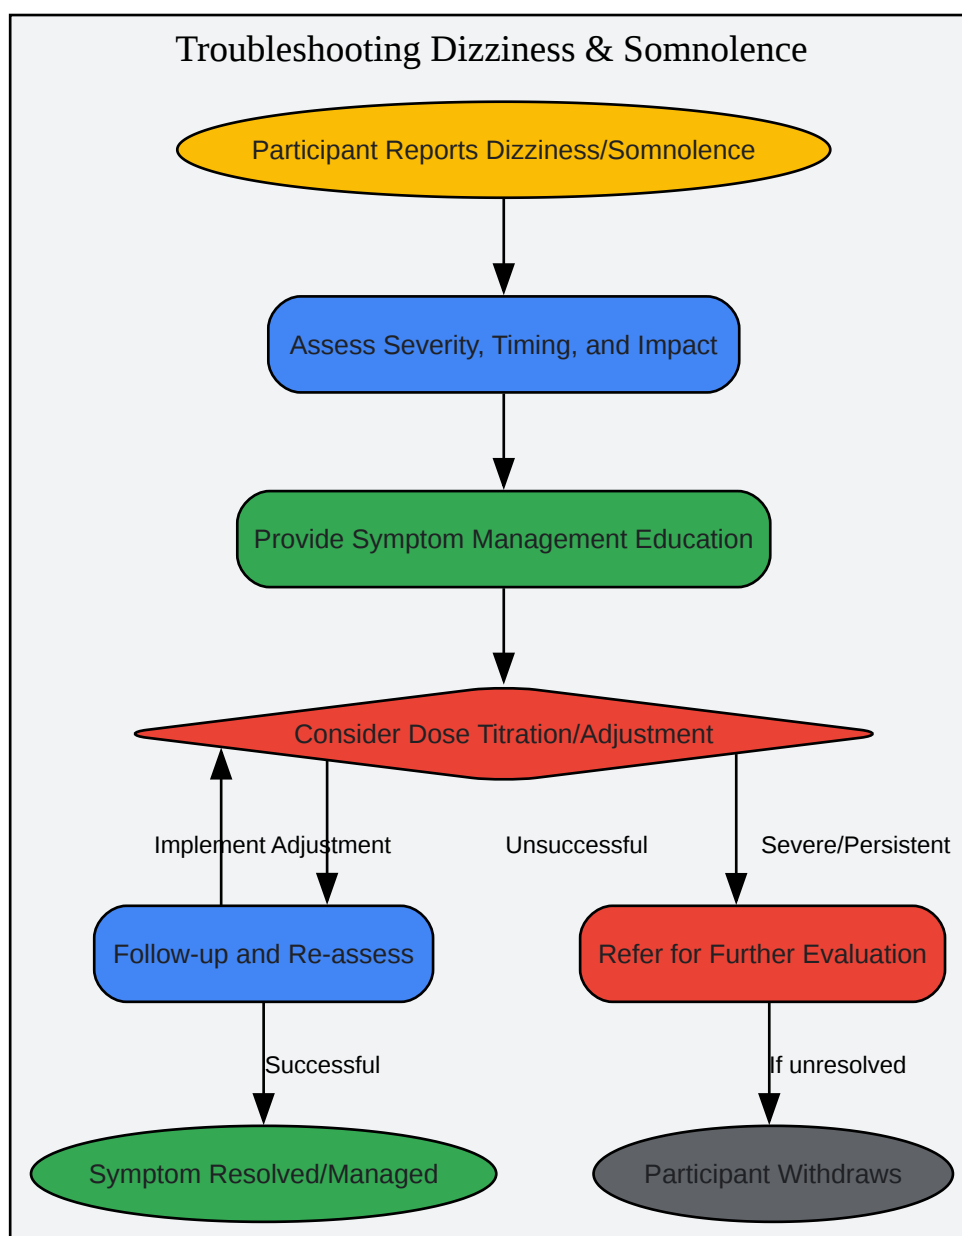 Troubleshooting Dizziness & Somnolence
Participant Reports Dizziness/Somnolence
Assess Severity, Timing, and Impact
Provide Symptom Management Education
Consider Dose Titration/Adjustment
Implement Adjustment
Unsuccessful
Severe/Persistent
Follow-up and Re-assess
Refer for Further Evaluation
Successful
If unresolved
Symptom Resolved/Managed
Participant Withdraws